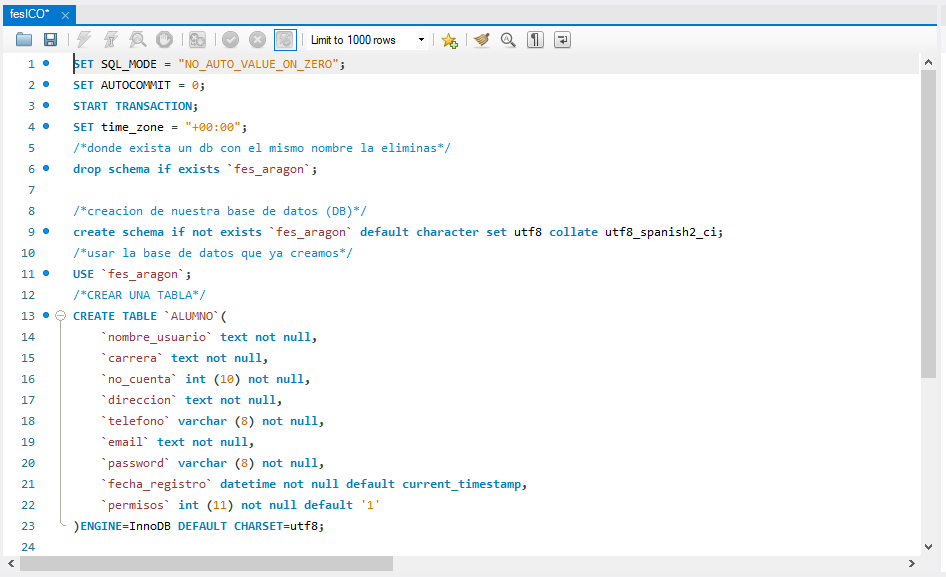 fesICO*
Limit to 1000 rows
1 SET SQL_MODE = "NO_AUTO_VALUE_ON_ZERO";
2 SET AUTOCOMMIT = 0;
3 START TRANSACTION;
4 SET time_zone = "+00:00";
5 /*donde exista un db con el mismo nombre la eliminas*/
6 drop schema if exists `fes_aragon`;
7
8 /*creacion de nuestra base de datos (DB)*/
9 create schema if not exists `fes_aragon` default character set utf8 collate utf8_spanish2_ci;
10 /*usar la base de datos que ya creamos*/
11 USE `fes_aragon`;
12 /*CREAR UNA TABLA*/
13 CREATE TABLE `ALUMNO`(
14 `nombre_usuario` text not null,
15 `carrera` text not null,
16 `no_cuenta` int (10) not null,
17 `direccion` text not null,
18 `telefono` varchar (8) not null,
19 `email` text not null,
20 `password` varchar (8) not null,
21 `fecha_registro` datetime not null default current_timestamp,
22 `permisos` int (11) not null default '1'
23 )ENGINE=InnoDB DEFAULT CHARSET=utf8;
24